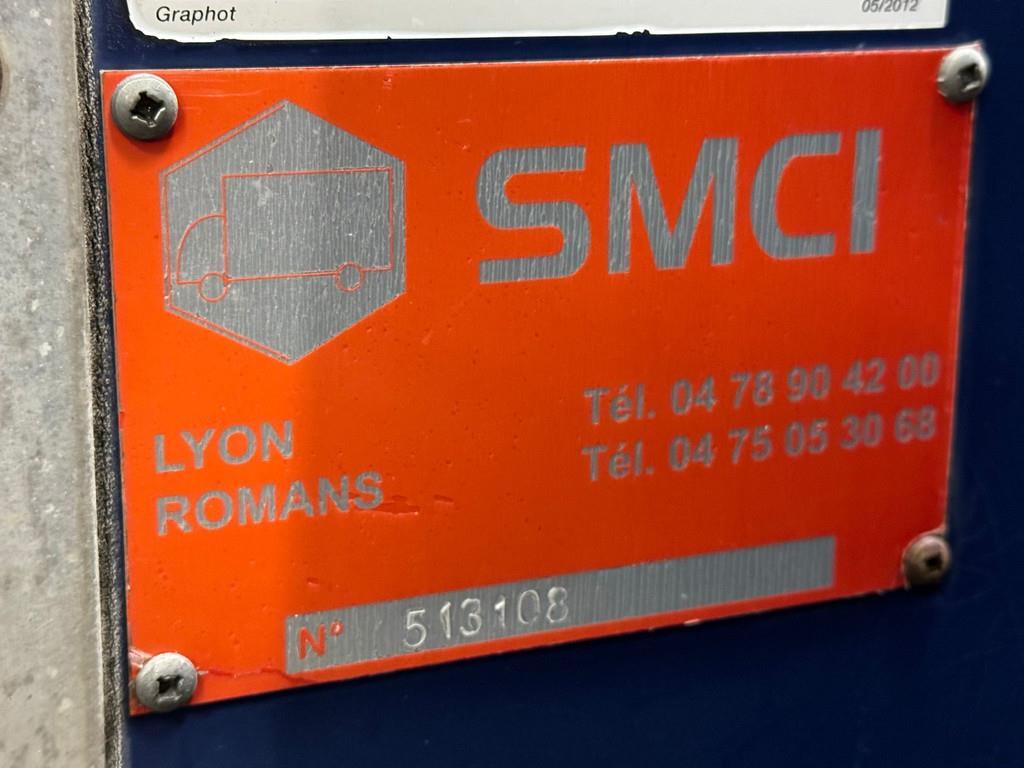 Graphot
05/2012
SMCI
LYON
Tél. 04 78 90 42 00
ROMANS
Tél. 04 75 05 30 68
N° 513108